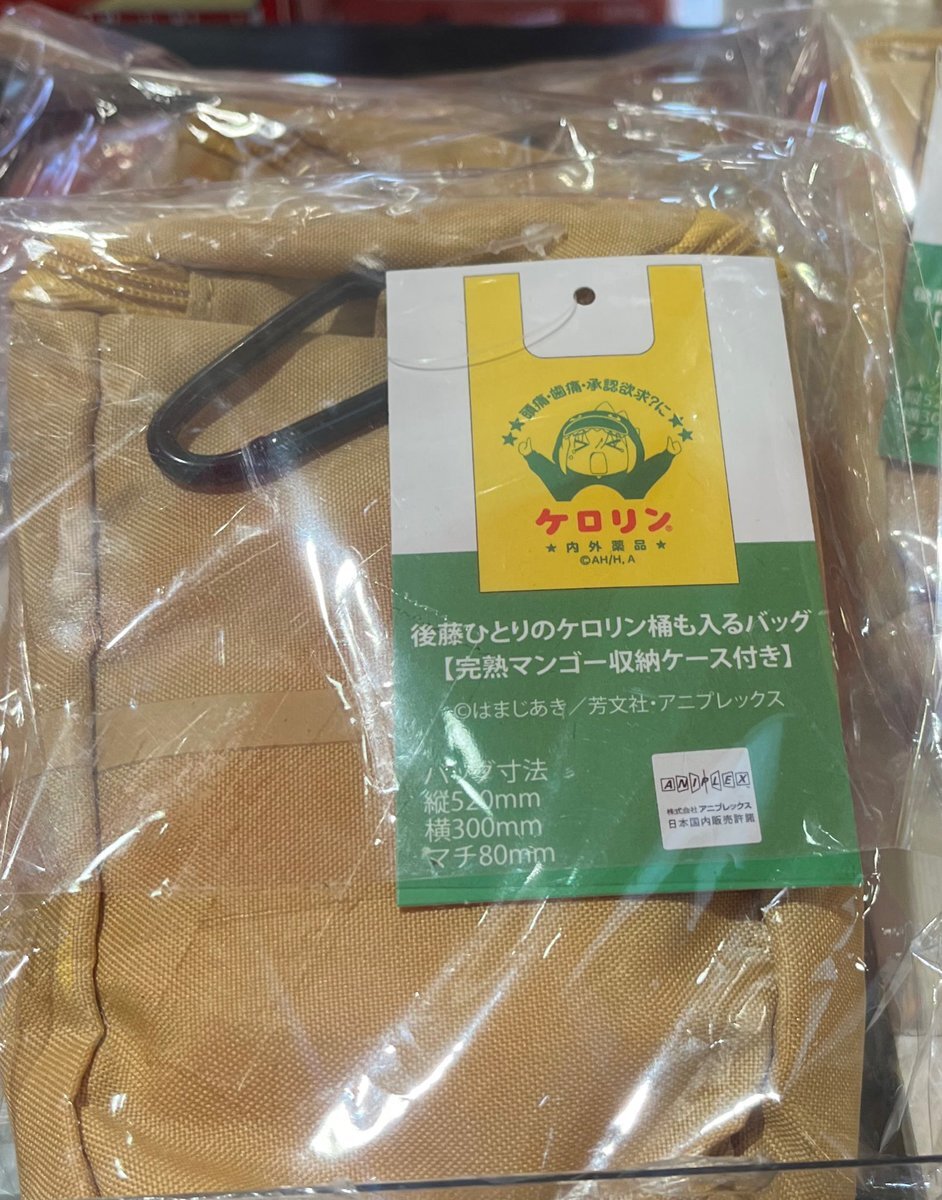 ★★頭痛・歯痛・承認欲求?に★★
ケロリン®
★内外薬品★
©AH/H, A
後藤ひとりのケロリン桶も入るバッグ
【完熟マンゴー収納ケース付き】
©はまじあき／芳文社・アニプレックス
バッグ寸法
縦520mm
横300mm
マチ80mm
ANIPLEX
株式会社アニプレックス
日本国内販売許諾